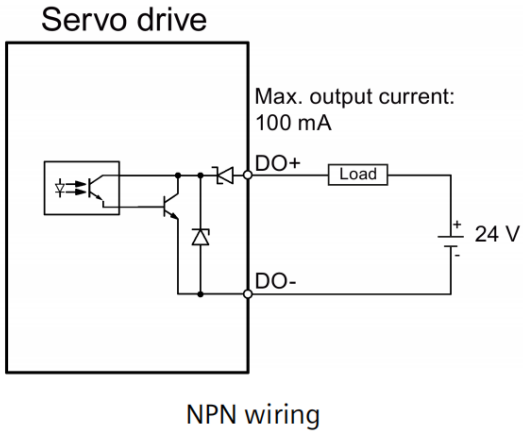 Servo drive
Max. output current:
100 mA
DO+
Load
+
24 V
-
DO-
NPN wiring